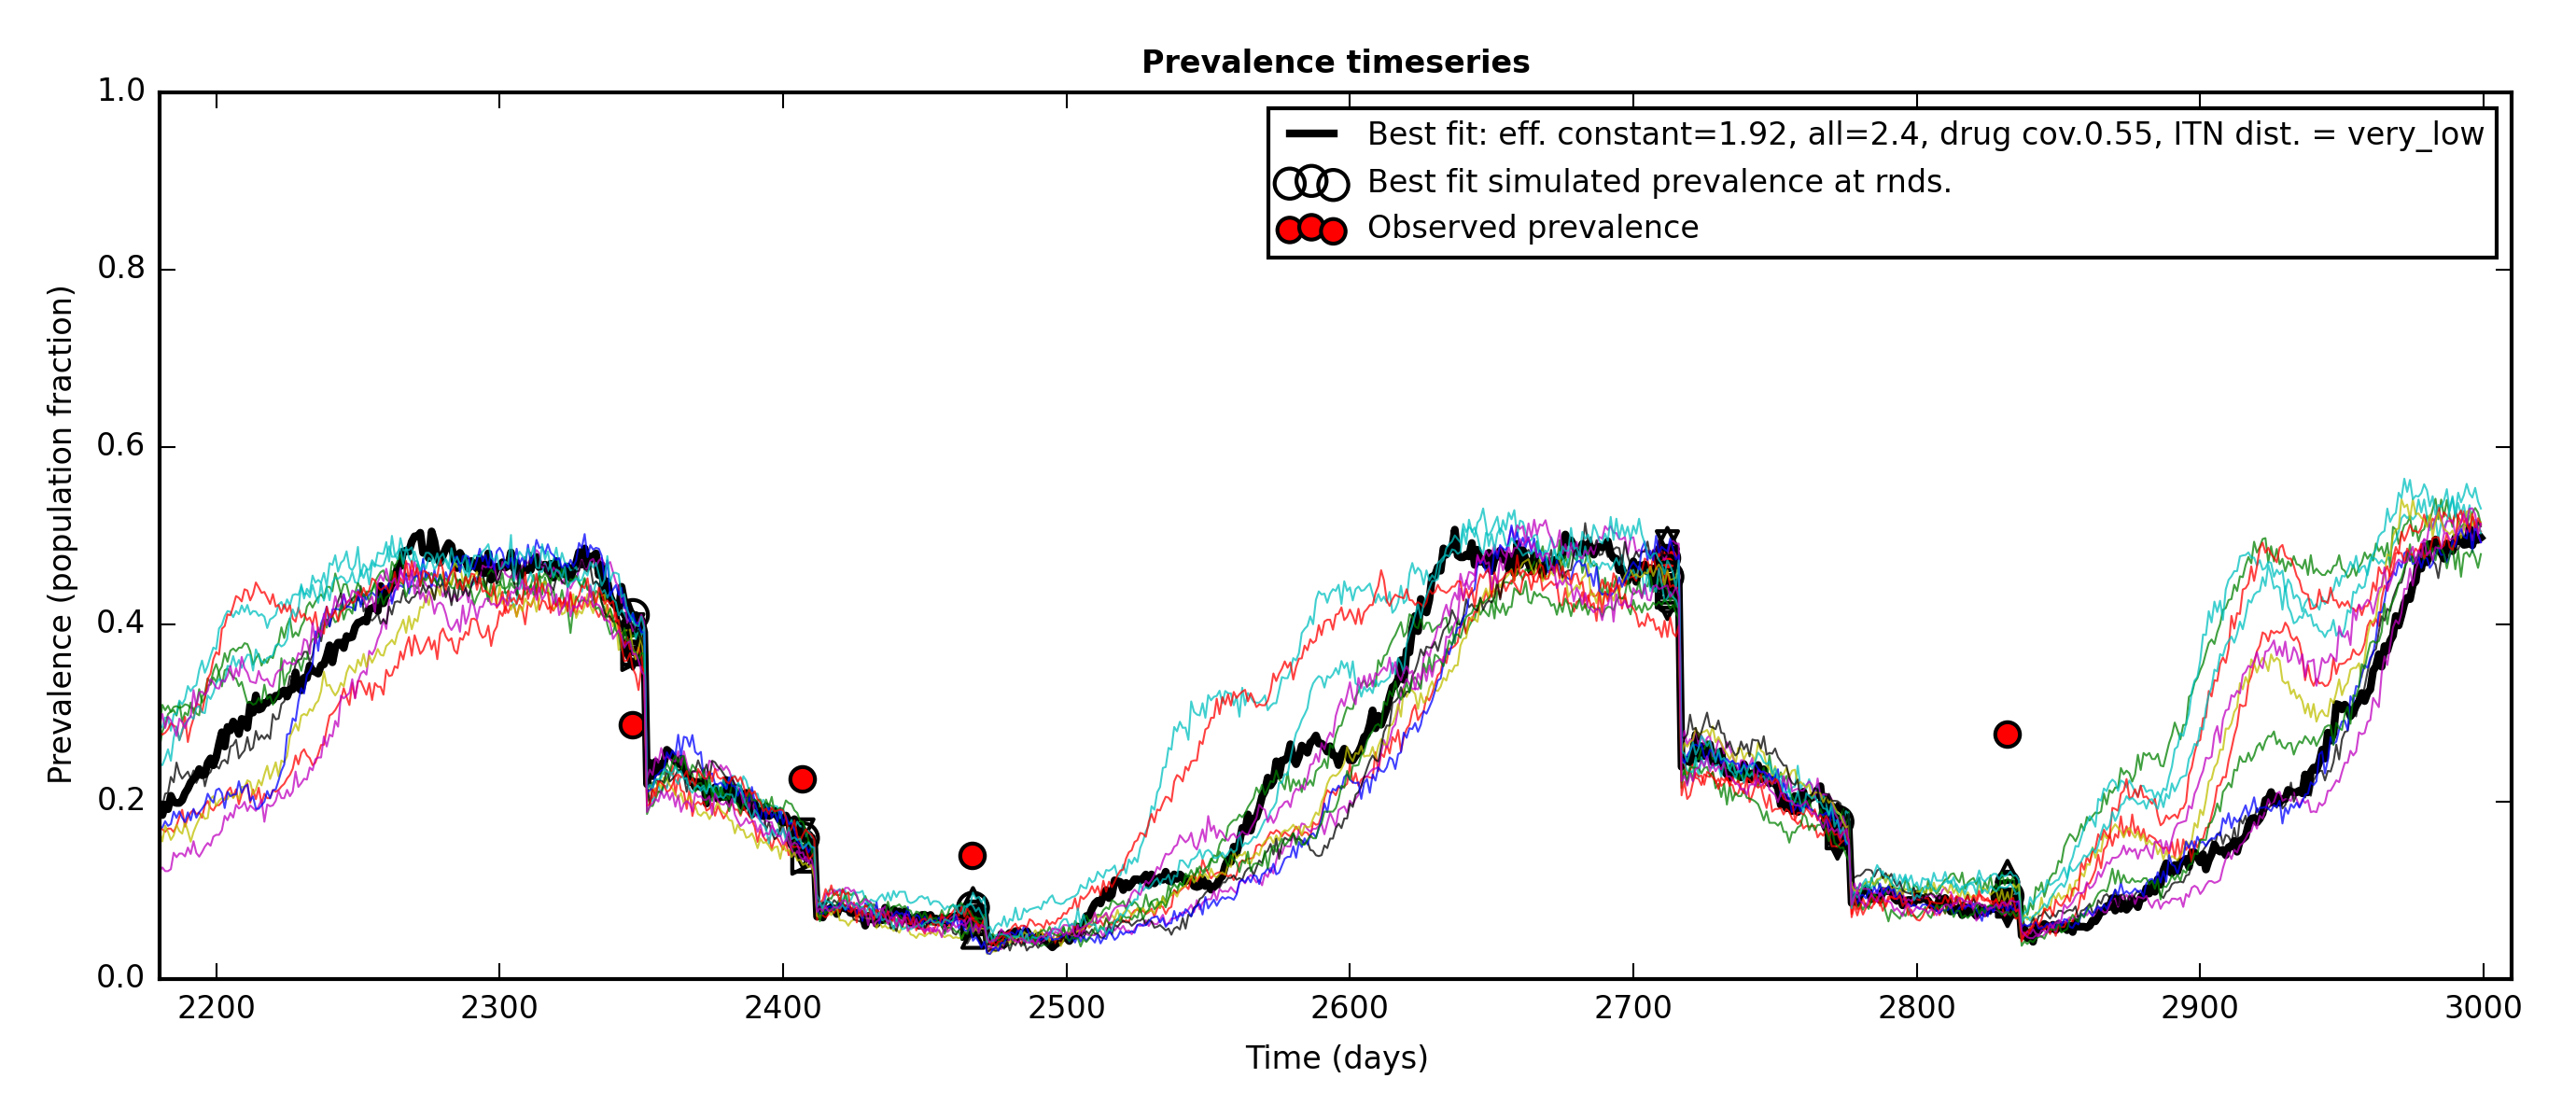 Prevalence timeseries
1.0
0.8
0.6
0.4
0.2
0.0
Prevalence (population fraction)
Best fit: eff. constant=1.92, all=2.4, drug cov.0.55, ITN dist. = very_low
Best fit simulated prevalence at rnds.
Observed prevalence
2200 2300 2400 2500 2600 2700 2800 2900 3000
Time (days)